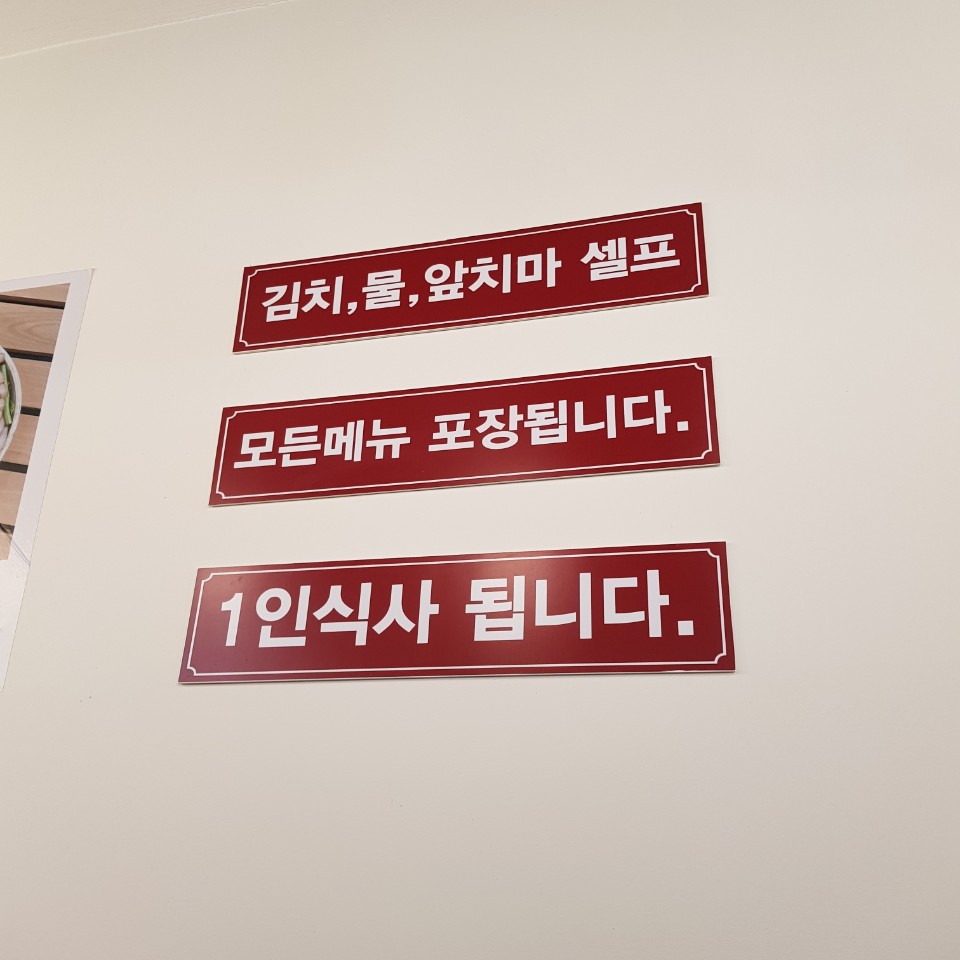 김치,물,앞치마 셀프
모든메뉴 포장됩니다.
1인식사 됩니다.